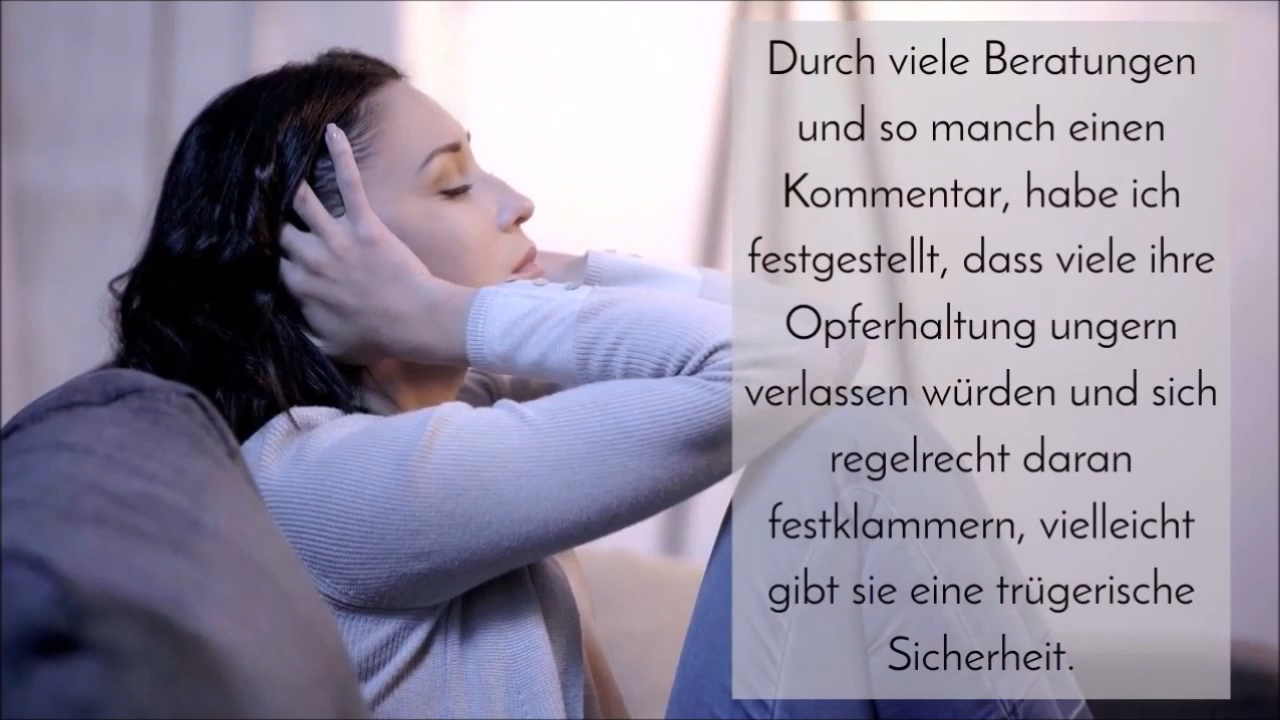 Durch viele Beratungen
und so manch einen
Kommentar, habe ich
festgestellt, dass viele ihre
Opferhaltung ungern
verlassen würden und sich
regelrecht daran
festklammern, vielleicht
gibt sie eine trügerische
Sicherheit.